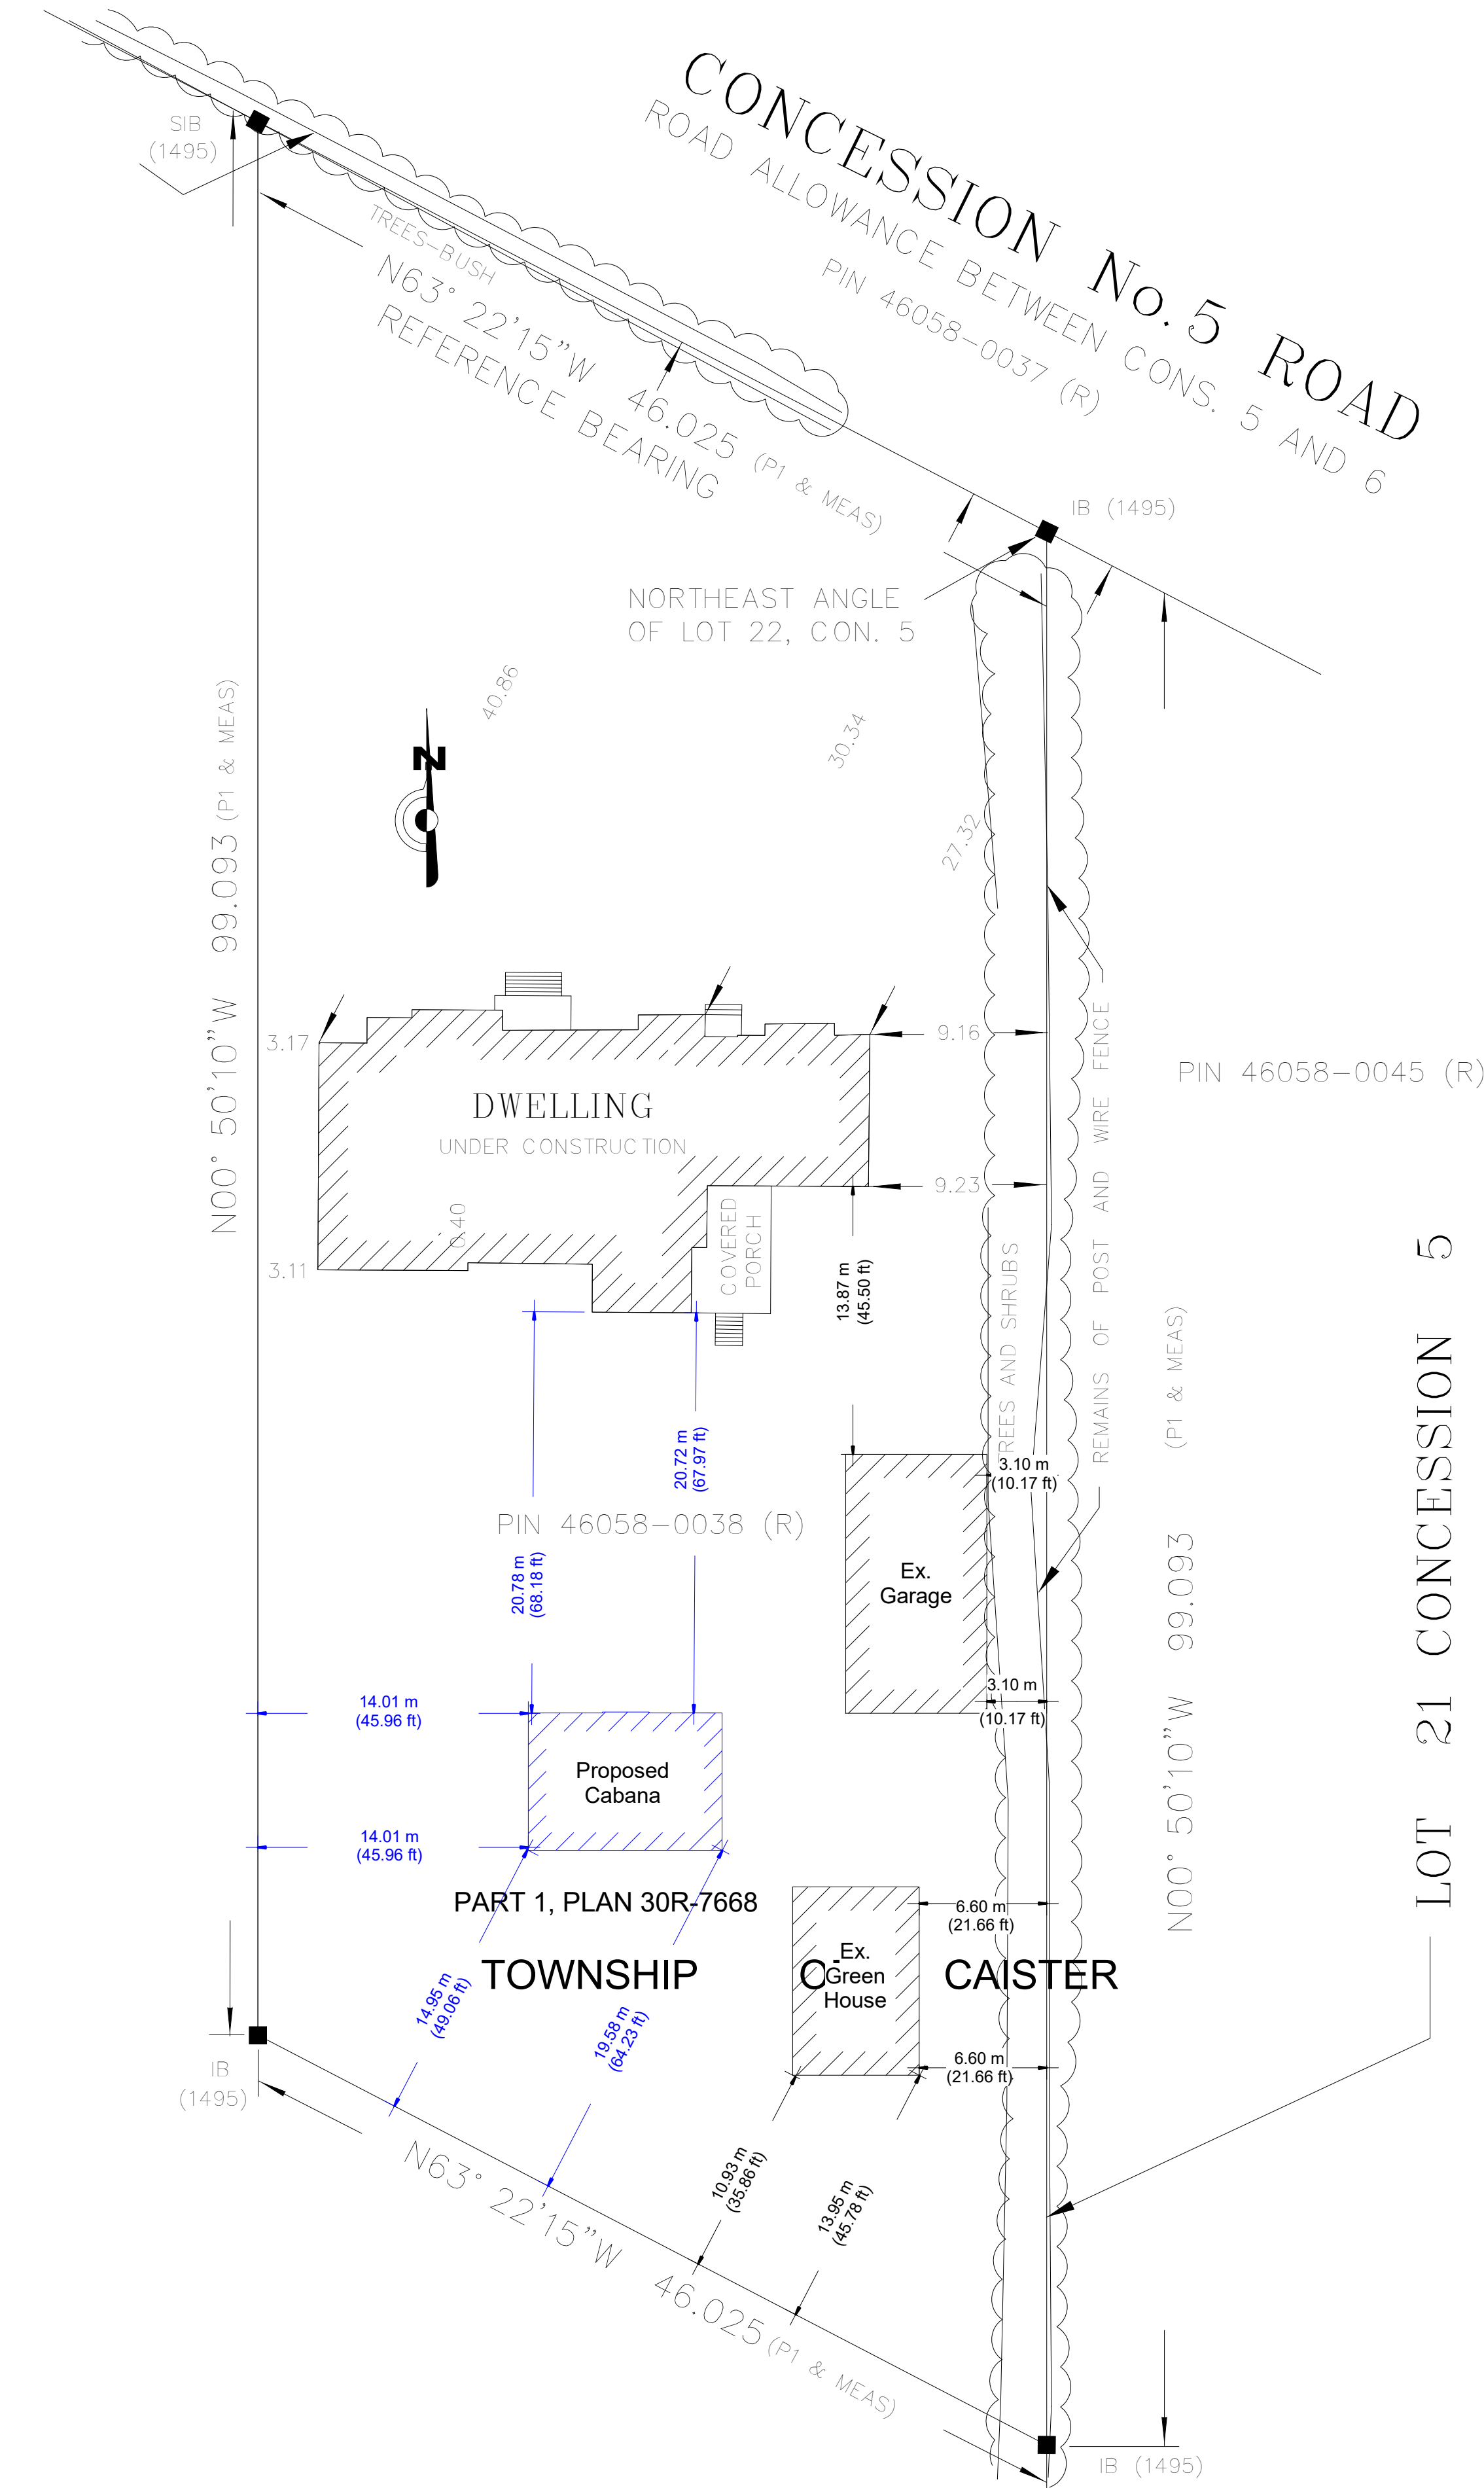 CONCESSION No. 5 ROAD
ROAD ALLOWANCE BETWEEN CONS. 5 AND 6
PIN 46058-0037 (R)
SIB
(1495)
TREES-BUSH
N63° 22'15"W 46.025 (P1 & MEAS)
REFERENCE BEARING
IB (1495)
NORTHEAST ANGLE
OF LOT 22, CON. 5
40.86
30.34
27.32
N
N00° 50'10"W 99.093 (P1 & MEAS)
3.17
9.16
DWELLING
UNDER CONSTRUCTION
PIN 46058-0045 (R)
9.23
3.11
COVERED
PORCH
13.87 m
(45.50 ft)
TREES AND SHRUBS
REMAINS OF POST AND WIRE FENCE
20.72 m
(67.97 ft)
3.10 m
(10.17 ft)
PIN 46058-0038 (R)
20.78 m
(68.18 ft)
Ex.
Garage
3.10 m
(10.17 ft)
14.01 m
(45.96 ft)
Proposed
Cabana
14.01 m
(45.96 ft)
PART 1, PLAN 30R-7668
6.60 m
(21.66 ft)
TOWNSHIP CAISTER
Ex.
Green
House
14.95 m
(49.06 ft)
19.58 m
(64.23 ft)
6.60 m
(21.66 ft)
IB
(1495)
10.93 m
(35.86 ft)
13.95 m
(45.78 ft)
N63° 22'15"W 46.025 (P1 & MEAS)
N00° 50'10"W 99.093 (P1 & MEAS)
LOT 21 CONCESSION 5
IB (1495)